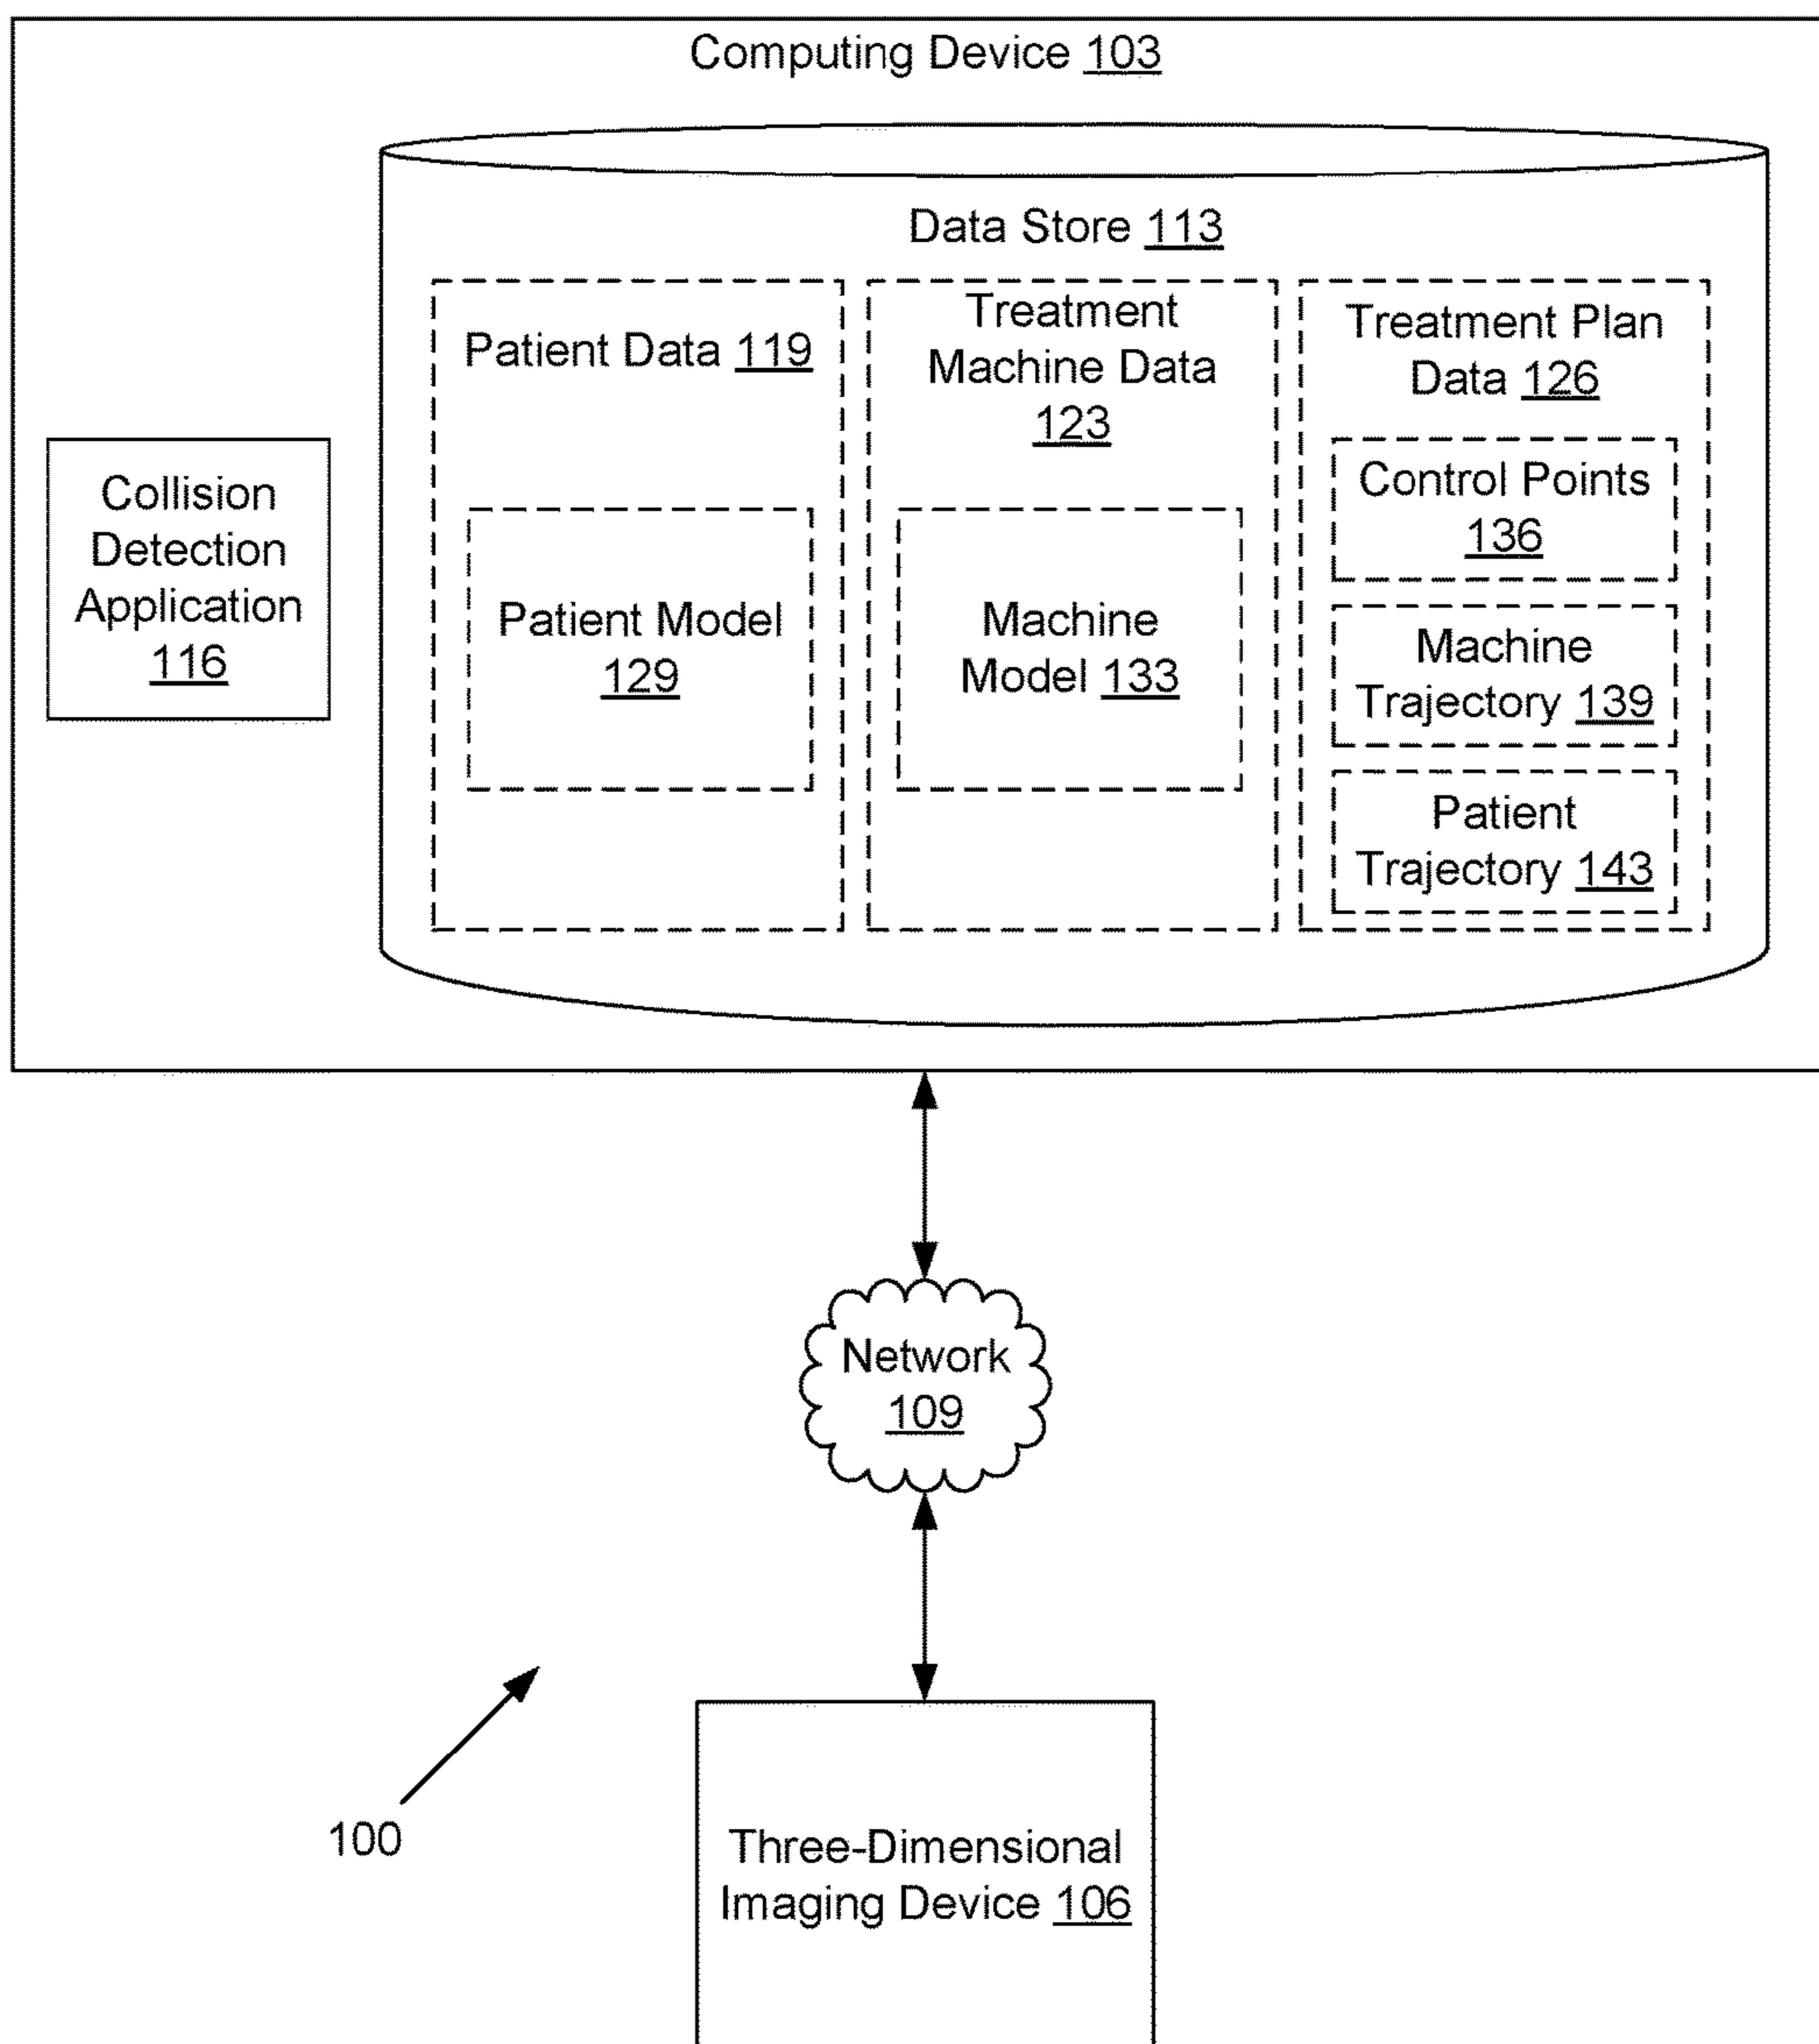 Computing Device 103
Data Store 113
Patient Data 119
Treatment
Machine Data
123
Treatment Plan
Data 126
Collision
Detection
Application
116
Patient Model
129
Machine
Model 133
Control Points
136
Machine
Trajectory 139
Patient
Trajectory 143
Network
109
100
Three-Dimensional
Imaging Device 106